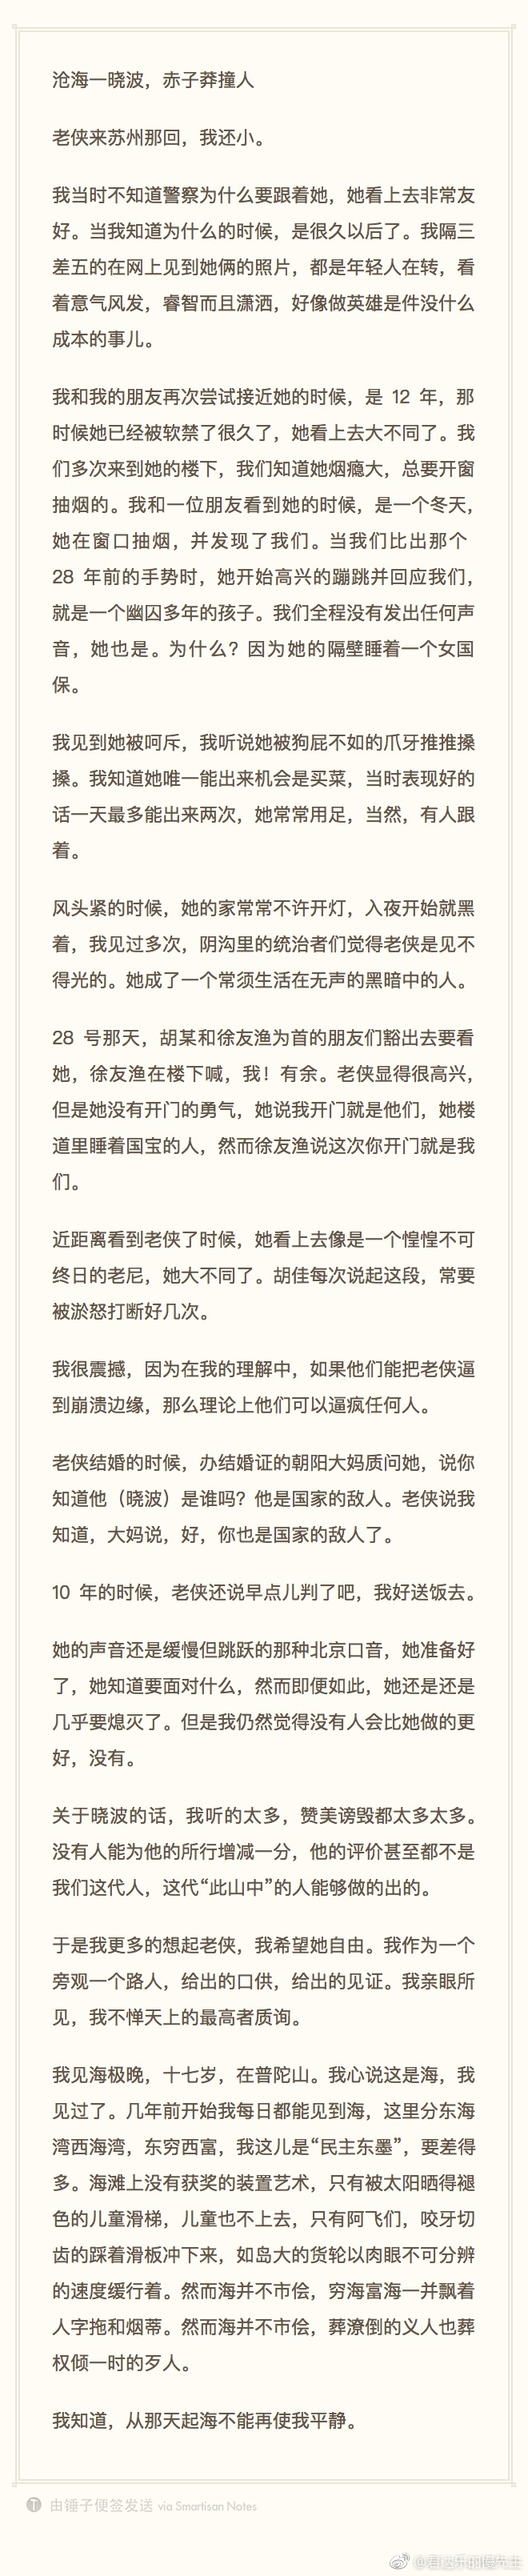 沧海一晓波，赤子莽撞人
老侠来苏州那回，我还小。
我当时不知道警察为什么要跟着她，她看上去非常友
好。当我知道为什么的时候，是很久以后了。我隔三
差五的在网上见到她俩的照片，都是年轻人在转，看
着意气风发，睿智而且潇洒，好像做英雄是件没什么
成本的事儿。
我和我的朋友再次尝试接近她的时候，是 12 年，那
时候她已经被软禁了很久了，她看上去大不同了。我
们多次来到她的楼下，我们知道她烟瘾大，总要开窗
抽烟的。我和一位朋友看到她的时候，是一个冬天，
她在窗口抽烟，并发现了我们。当我们比出那个
28 年前的手势时，她开始高兴的蹦跳并回应我们，
就是一个幽囚多年的孩子。我们全程没有发出任何声
音，她也是。为什么？因为她的隔壁睡着一个女国
保。
我见到她被呵斥，我听说她被狗屁不如的爪牙推推搡
搡。我知道她唯一能出来机会是买菜，当时表现好的
话一天最多能出来两次，她常常用足，当然，有人跟
着。
风头紧的时候，她的家常常不许开灯，入夜开始就黑
着，我见过多次，阴沟里的统治者们觉得老侠是见不
得光的。她成了一个常须生活在无声的黑暗中的人。
28 号那天，胡某和徐友渔为首的朋友们豁出去要看
她，徐友渔在楼下喊，我！有余。老侠显得很高兴，
但是她没有开门的勇气，她说我开门就是他们，她楼
道里睡着国宝的人，然而徐友渔说这次你开门就是我
们。
近距离看到老侠了时候，她看上去像是一个惶惶不可
终日的老尼，她大不同了。胡佳每次说起这段，常要
被淤怒打断好几次。
我很震撼，因为在我的理解中，如果他们能把老侠逼
到崩溃边缘，那么理论上他们可以逼疯任何人。
老侠结婚的时候，办结婚证的朝阳大妈质问她，说你
知道他（晓波）是谁吗？他是国家的敌人。老侠说我
知道，大妈说，好，你也是国家的敌人了。
10 年的时候，老侠还说早点儿判了吧，我好送饭去。
她的声音还是缓慢但跳跃的那种北京口音，她准备好
了，她知道要面对什么，然而即便如此，她还是还是
几乎要熄灭了。但是我仍然觉得没有人会比她做的更
好，没有。
关于晓波的话，我听的太多，赞美谤毁都太多太多。
没有人能为他的所行增减一分，他的评价甚至都不是
我们这代人，这代“此山中”的人能够做的出的。
于是我更多的想起老侠，我希望她自由。我作为一个
旁观一个路人，给出的口供，给出的见证。我亲眼所
见，我不惮天上的最高者质询。
我见海极晚，十七岁，在普陀山。我心说这是海，我
见过了。几年前开始我每日都能见到海，这里分东海
湾西海湾，东穷西富，我这儿是“民主东墨”，要差得
多。海滩上没有获奖的装置艺术，只有被太阳晒得褪
色的儿童滑梯，儿童也不上去，只有阿飞们，咬牙切
齿的踩着滑板冲下来，如岛大的货轮以肉眼不可分辨
的速度缓行着。然而海并不市侩，穷海富海一并飘着
人字拖和烟蒂。然而海并不市侩，葬潦倒的义人也葬
权倾一时的歹人。
我知道，从那天起海不能再使我平静。
由锤子便签发送 via Smartisan Notes